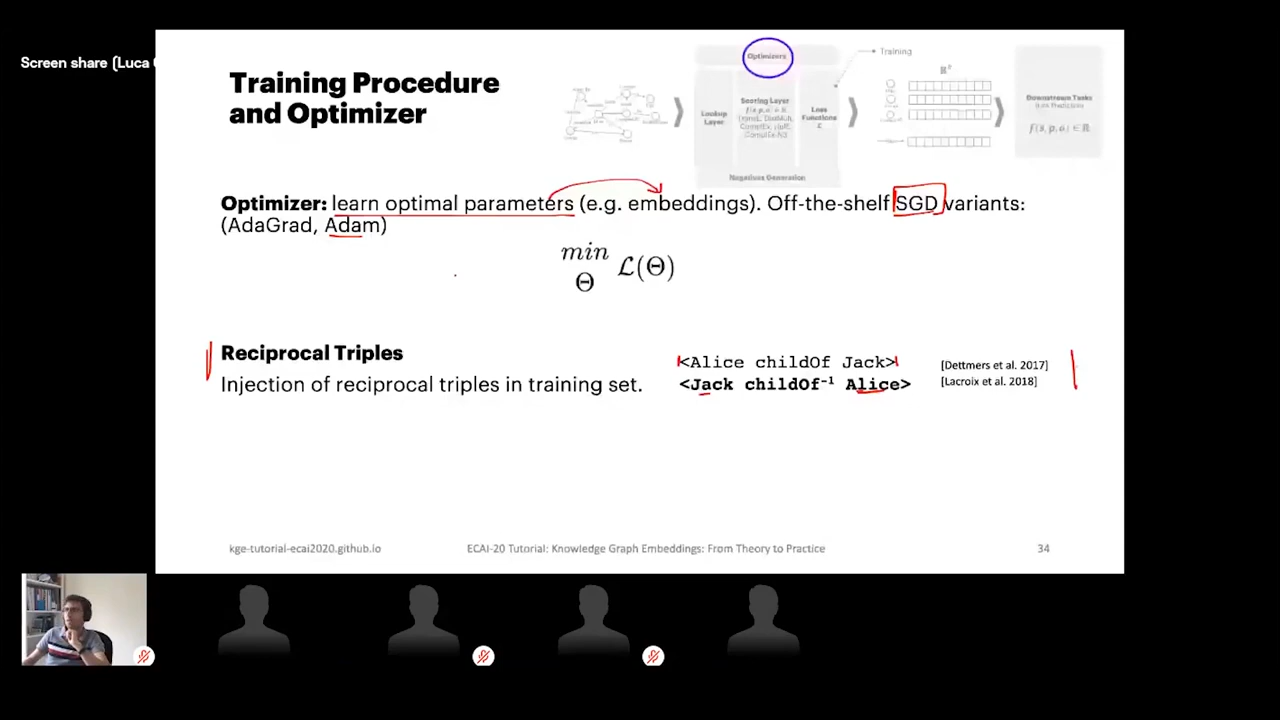 Screen share (Luca
Training Procedure
and Optimizer
Optimizers
Training
Lookup
Layer
Scoring Layer
Loss
Functions
Downstream Tasks
f(s, p, o) ∈ ℝ
Negatives Generation
Optimizer: learn optimal parameters (e.g. embeddings). Off-the-shelf SGD variants:
(AdaGrad, Adam)
min
Θ
ℒ(Θ)
Reciprocal Triples
Injection of reciprocal triples in training set.
<Alice childOf Jack>
<Jack childOf⁻¹ Alice>
[Dettmers et al. 2017]
[Lacroix et al. 2018]
kge-tutorial-ecai2020.github.io
ECAI-20 Tutorial: Knowledge Graph Embeddings: From Theory to Practice
34